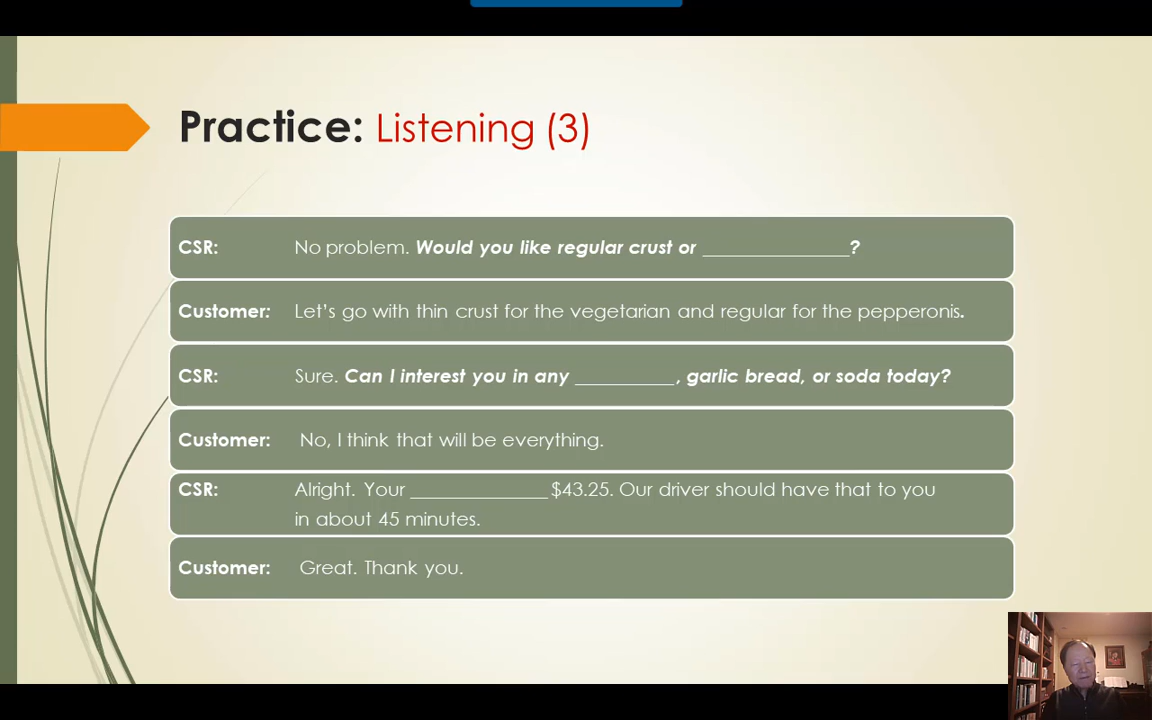 Practice: Listening (3)
CSR: No problem. Would you like regular crust or _______________?
Customer: Let's go with thin crust for the vegetarian and regular for the pepperonis.
CSR: Sure. Can I interest you in any __________, garlic bread, or soda today?
Customer: No, I think that will be everything.
CSR: Alright. Your ______________ $43.25. Our driver should have that to you
in about 45 minutes.
Customer: Great. Thank you.